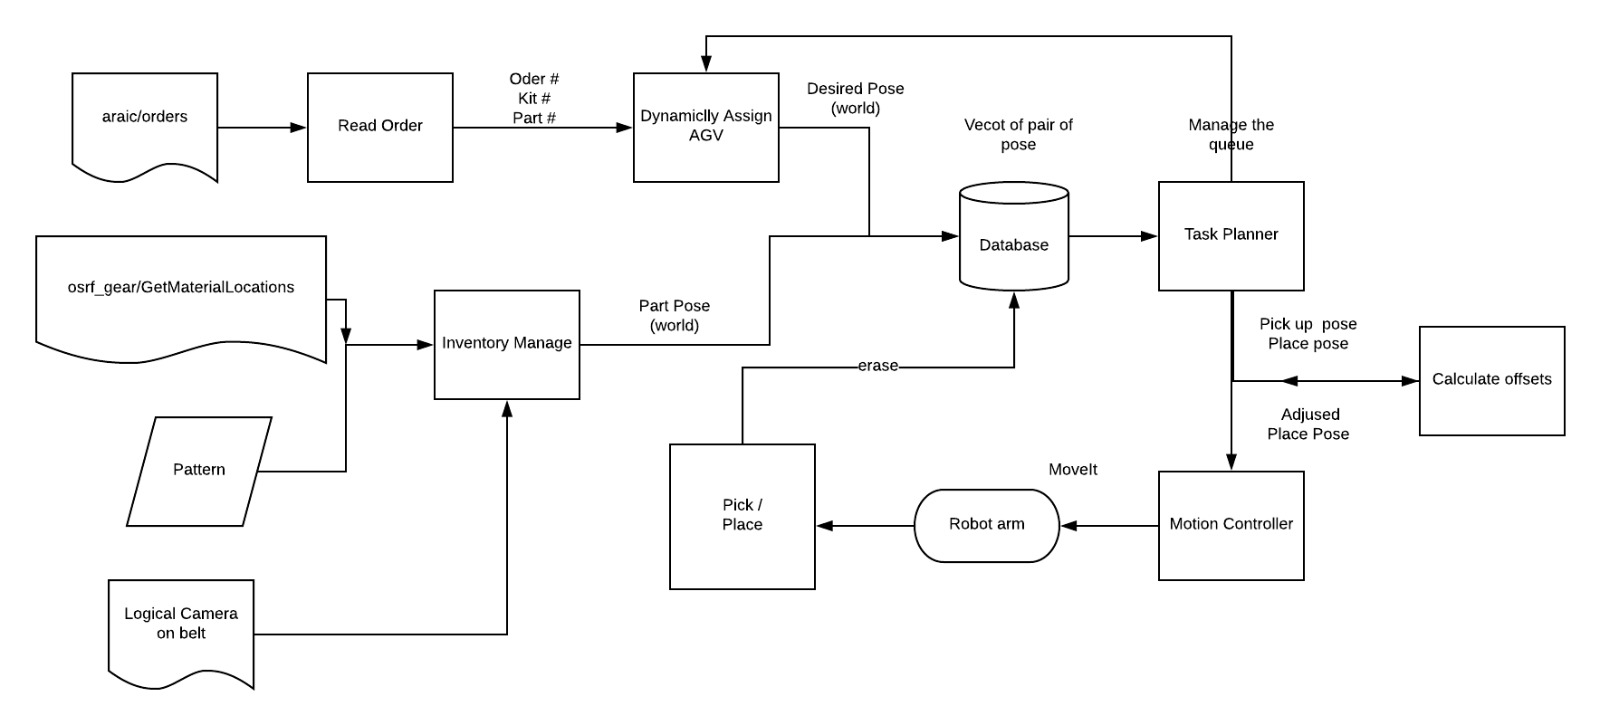 araic/orders
Read Order
Oder #
Kit #
Part #
Dynamiclly Assign
AGV
Desired Pose
(world)
Vecot of pair of
pose
Manage the
queue
Database
Task Planner
osrf_gear/GetMaterialLocations
Inventory Manage
Part Pose
(world)
erase
Pick up  pose
Place pose
Calculate offsets
Adjused
Place Pose
Pattern
Pick /
Place
MoveIt
Robot arm
Motion Controller
Logical Camera
on belt